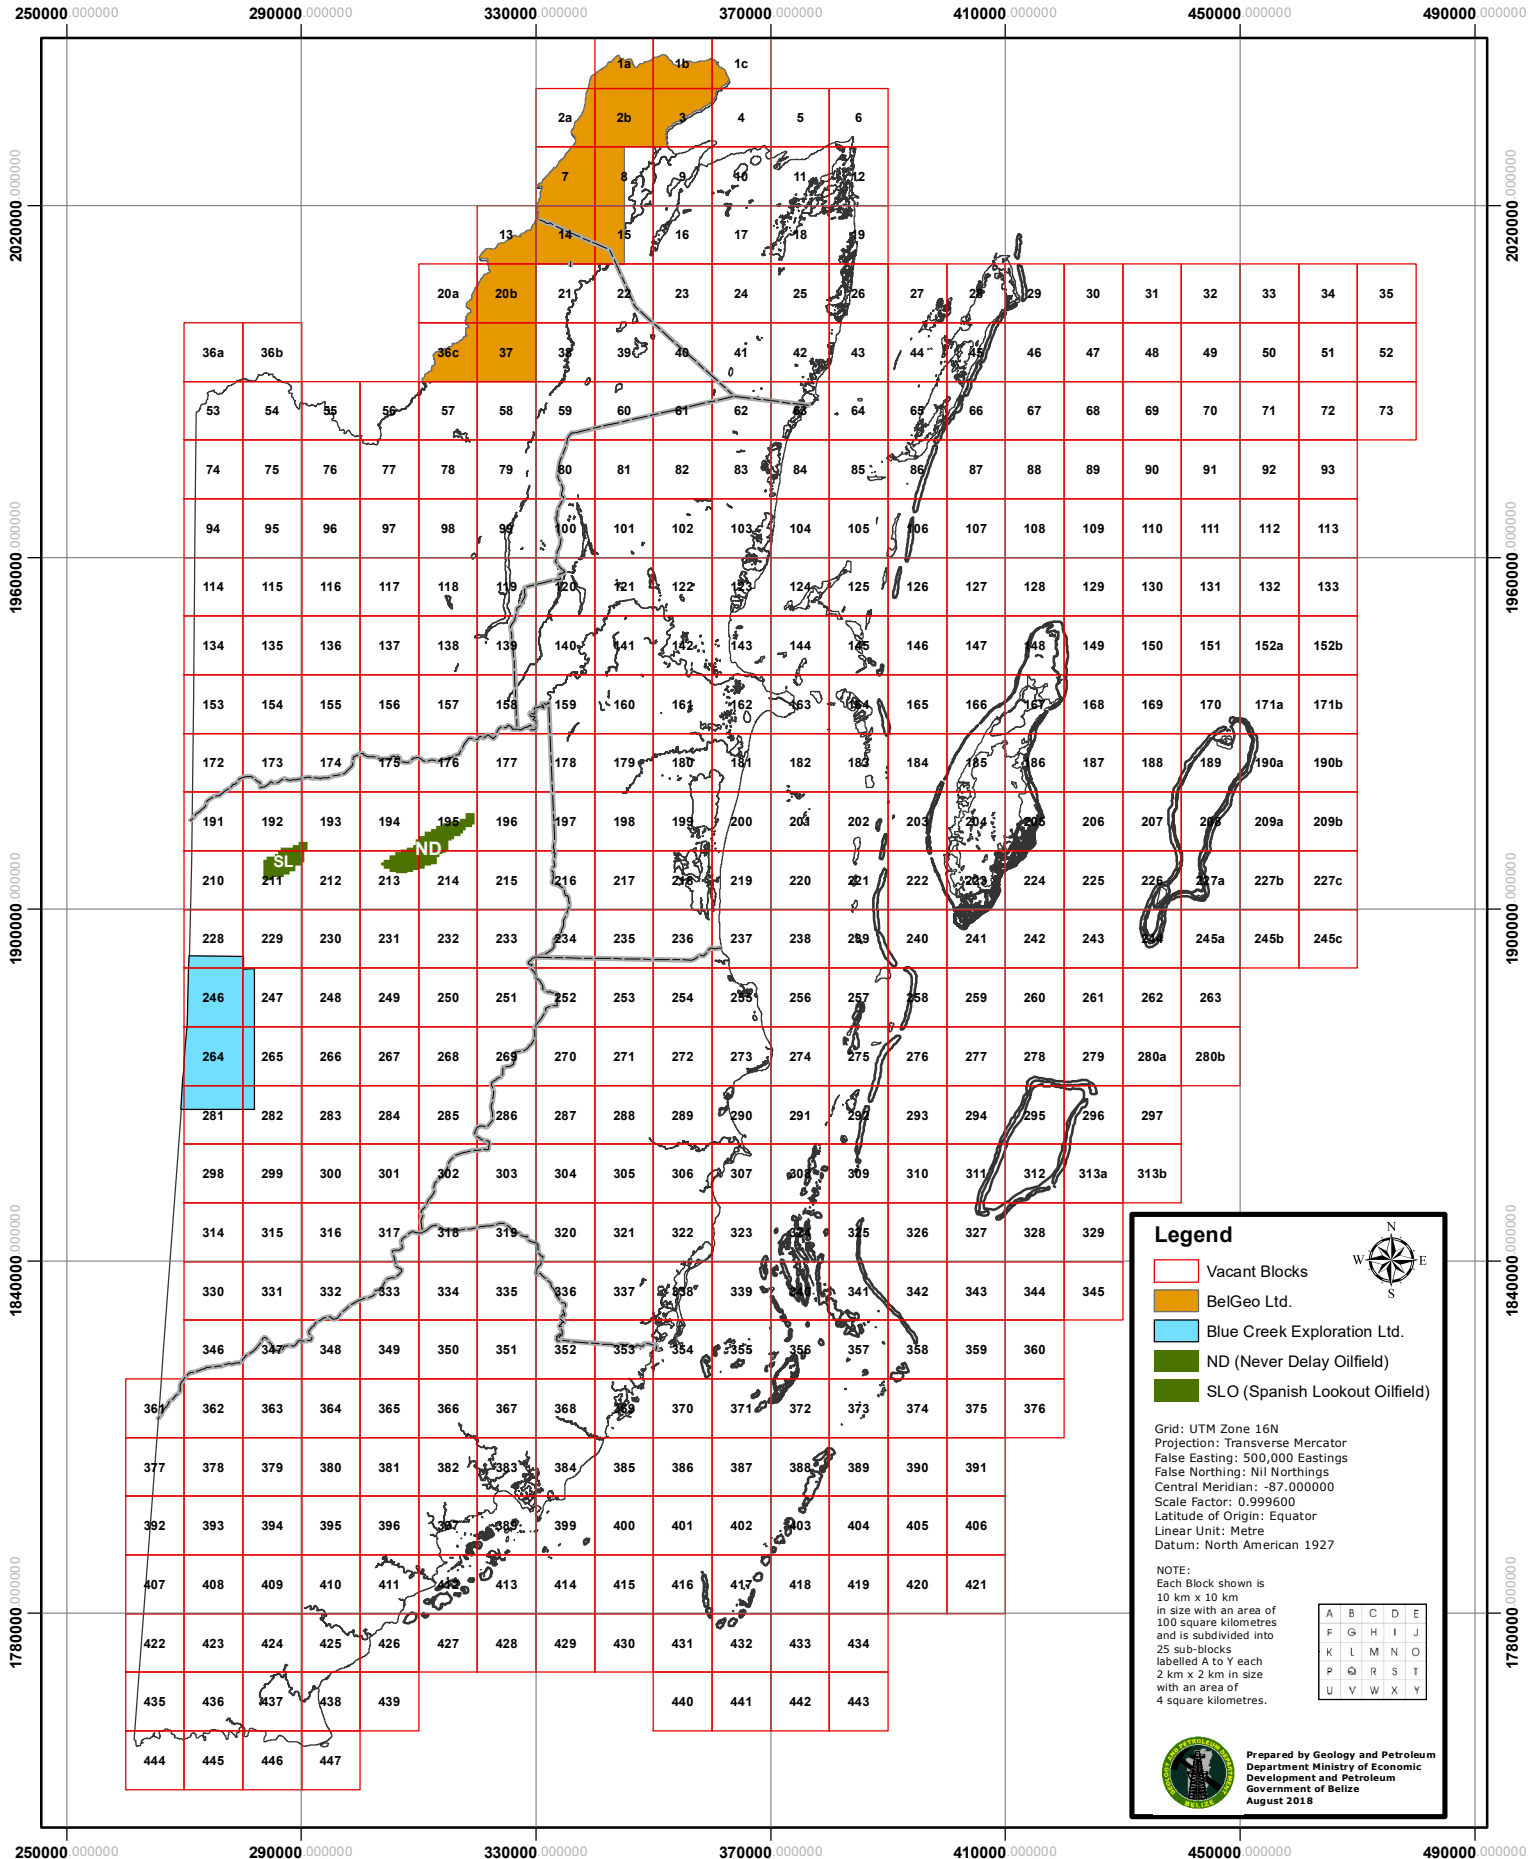 250000.000000 290000.000000 330000.000000 370000.000000 410000.000000 450000.000000 490000.000000
1a 1b 1c
2a 2b 3 4 5 6
7 8 9 10 11 12
2020000.000000 2020000.000000
13 14 15 16 17 18 19
20a 20b 21 22 23 24 25 26 27 28 29 30 31 32 33 34 35
36a 36b 36c 37 38 39 40 41 42 43 44 45 46 47 48 49 50 51 52
53 54 55 56 57 58 59 60 61 62 63 64 65 66 67 68 69 70 71 72 73
74 75 76 77 78 79 80 81 82 83 84 85 86 87 88 89 90 91 92 93
94 95 96 97 98 99 100 101 102 103 104 105 106 107 108 109 110 111 112 113
1960000.000000 1960000.000000
114 115 116 117 118 119 120 121 122 123 124 125 126 127 128 129 130 131 132 133
134 135 136 137 138 139 140 141 142 143 144 145 146 147 148 149 150 151 152a 152b
153 154 155 156 157 158 159 160 161 162 163 164 165 166 167 168 169 170 171a 171b
172 173 174 175 176 177 178 179 180 181 182 183 184 185 186 187 188 189 190a 190b
191 192 193 194 195 196 197 198 199 200 201 202 203 204 205 206 207 208 209a 209b
SL ND
210 211 212 213 214 215 216 217 218 219 220 221 222 223 224 225 226 227a 227b 227c
1900000.000000 1900000.000000
228 229 230 231 232 233 234 235 236 237 238 239 240 241 242 243 244 245a 245b 245c
246 247 248 249 250 251 252 253 254 255 256 257 258 259 260 261 262 263
264 265 266 267 268 269 270 271 272 273 274 275 276 277 278 279 280a 280b
281 282 283 284 285 286 287 288 289 290 291 292 293 294 295 296 297
298 299 300 301 302 303 304 305 306 307 308 309 310 311 312 313a 313b
314 315 316 317 318 319 320 321 322 323 324 325 326 327 328 329
1840000.000000 1840000.000000
330 331 332 333 334 335 336 337 338 339 340 341 342 343 344 345
346 347 348 349 350 351 352 353 354 355 356 357 358 359 360
361 362 363 364 365 366 367 368 369 370 371 372 373 374 375 376
377 378 379 380 381 382 383 384 385 386 387 388 389 390 391
392 393 394 395 396 397 389 399 400 401 402 403 404 405 406
407 408 409 410 411 412 413 414 415 416 417 418 419 420 421
1780000.000000 1780000.000000
422 423 424 425 426 427 428 429 430 431 432 433 434
435 436 437 438 439 440 441 442 443
444 445 446 447
Legend
N
W E
S
Vacant Blocks
BelGeo Ltd.
Blue Creek Exploration Ltd.
ND (Never Delay Oilfield)
SLO (Spanish Lookout Oilfield)
Grid: UTM Zone 16N
Projection: Transverse Mercator
False Easting: 500,000 Eastings
False Northing: Nil Northings
Central Meridian: -87.000000
Scale Factor: 0.999600
Latitude of Origin: Equator
Linear Unit: Metre
Datum: North American 1927
NOTE:
Each Block shown is
10 km x 10 km
in size with an area of
100 square kilometres
and is subdivided into
25 sub-blocks
labelled A to Y each
2 km x 2 km in size
with an area of
4 square kilometres.
A B C D E
F G H I J
K L M N O
P Q R S T
U V W X Y
GEOLOGY AND PETROLEUM DEPARTMENT
BELIZE
Prepared by Geology and Petroleum
Department Ministry of Economic
Development and Petroleum
Government of Belize
August 2018
250000.000000 290000.000000 330000.000000 370000.000000 410000.000000 450000.000000 490000.000000